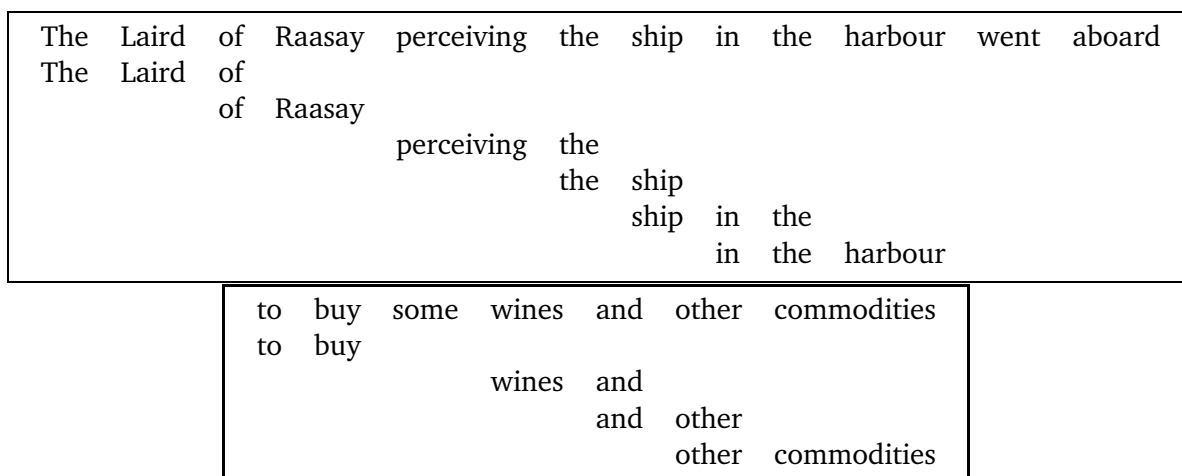 The Laird of Raasay perceiving the ship in the harbour went aboard
The Laird of
of Raasay
perceiving the
the ship
ship in the
in the harbour
to buy some wines and other commodities
to buy
wines and
and other
other commodities